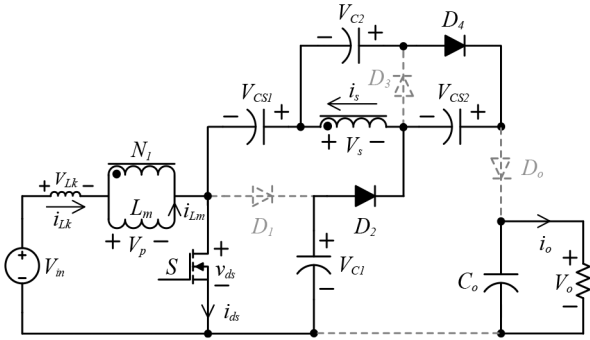 V_C2
D_4
V_CS1
D_3
V_CS2
i_s
V_s
D_o
N_1
V_Lk
i_Lk
L_m
i_Lm
D_1
D_2
V_p
V_in
S
v_ds
V_C1
i_o
C_o
V_o
i_ds